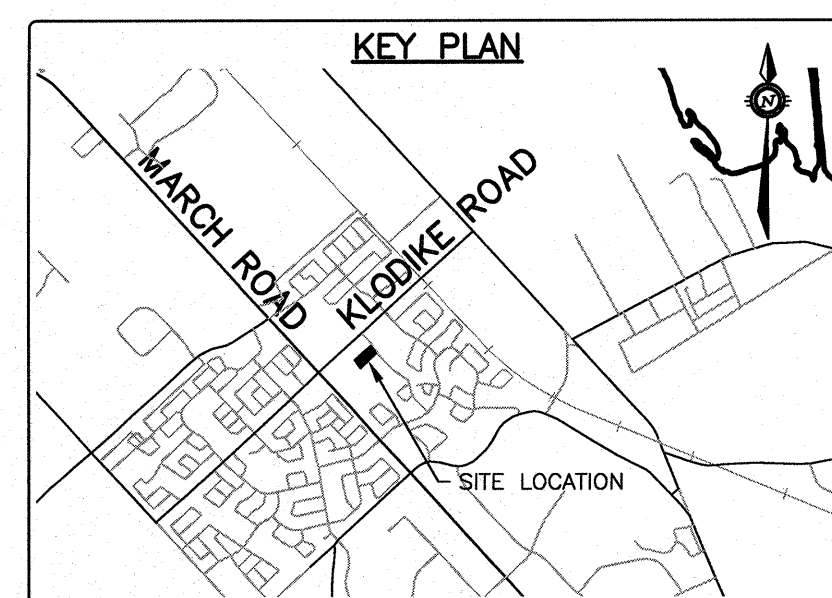 KEY PLAN
N
MARCH ROAD
KLODIKE ROAD
SITE LOCATION